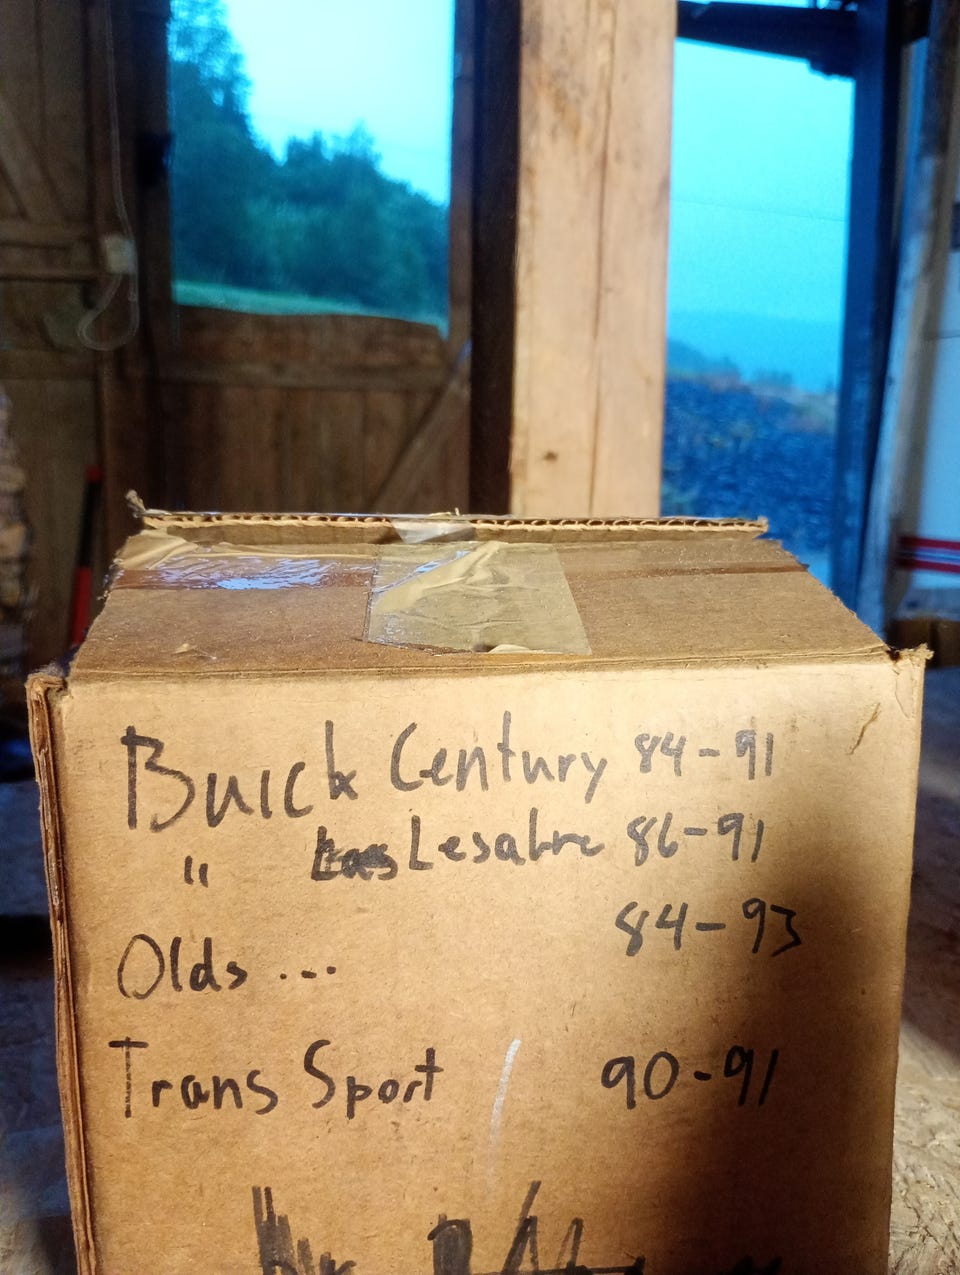 Buick Century 84-91
" Lesabre 86-91
Olds ... 84-93
Trans Sport 90-91